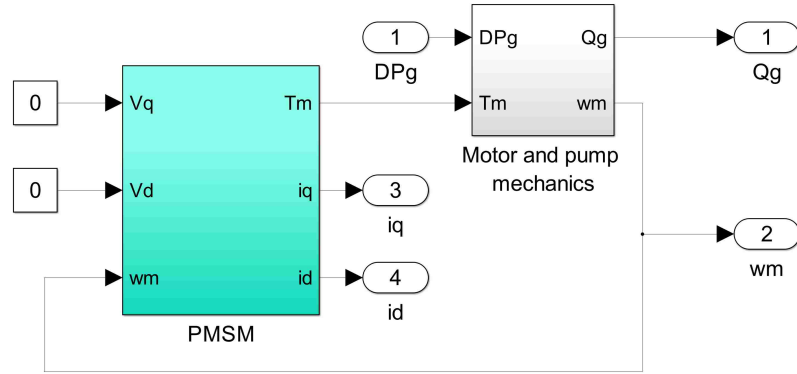 1
DPg
DPg
Qg
Tm
wm
Motor and pump
mechanics
1
Qg
0
Vq
Tm
0
Vd
iq
3
iq
wm
id
4
id
PMSM
2
wm